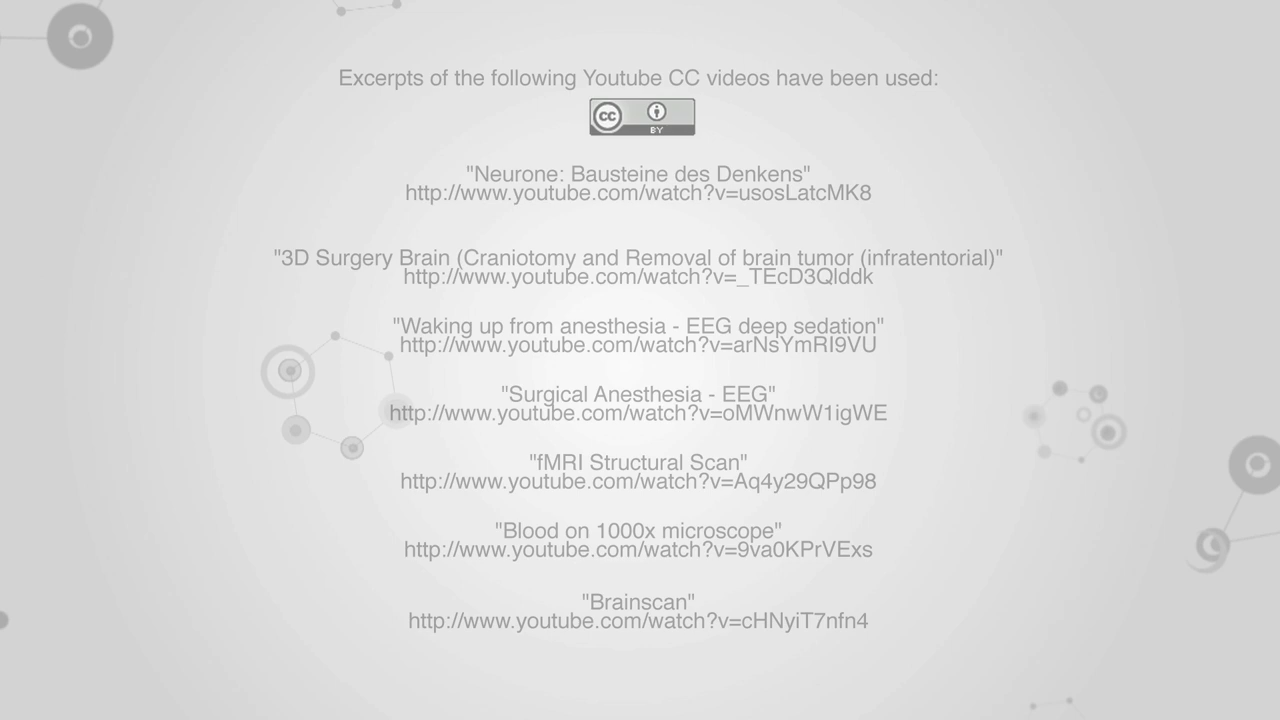 Excerpts of the following Youtube CC videos have been used:
cc BY
"Neurone: Bausteine des Denkens"
http://www.youtube.com/watch?v=usosLatcMK8
"3D Surgery Brain (Craniotomy and Removal of brain tumor (infratentorial)"
http://www.youtube.com/watch?v=_TEcD3Qlddk
"Waking up from anesthesia - EEG deep sedation"
http://www.youtube.com/watch?v=arNsYmRI9VU
"Surgical Anesthesia - EEG"
http://www.youtube.com/watch?v=oMWnwW1igWE
"fMRI Structural Scan"
http://www.youtube.com/watch?v=Aq4y29QPp98
"Blood on 1000x microscope"
http://www.youtube.com/watch?v=9va0KPrVExs
"Brainscan"
http://www.youtube.com/watch?v=cHNyiT7nfn4